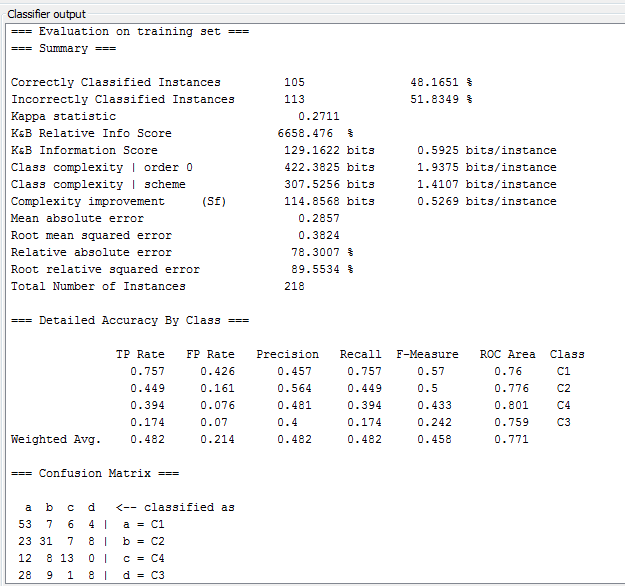 Classifier output
=== Evaluation on training set ===
=== Summary ===
Correctly Classified Instances 105 48.1651 %
Incorrectly Classified Instances 113 51.8349 %
Kappa statistic 0.2711
K&B Relative Info Score 6658.476 %
K&B Information Score 129.1622 bits 0.5925 bits/instance
Class complexity | order 0 422.3825 bits 1.9375 bits/instance
Class complexity | scheme 307.5256 bits 1.4107 bits/instance
Complexity improvement (Sf) 114.8568 bits 0.5269 bits/instance
Mean absolute error 0.2857
Root mean squared error 0.3824
Relative absolute error 78.3007 %
Root relative squared error 89.5534 %
Total Number of Instances 218
=== Detailed Accuracy By Class ===
TP Rate FP Rate Precision Recall F-Measure ROC Area Class
0.757 0.426 0.457 0.757 0.57 0.76 C1
0.449 0.161 0.564 0.449 0.5 0.776 C2
0.394 0.076 0.481 0.394 0.433 0.801 C4
0.174 0.07 0.4 0.174 0.242 0.759 C3
Weighted Avg. 0.482 0.214 0.482 0.482 0.458 0.771
=== Confusion Matrix ===
a b c d <-- classified as
53 7 6 4 | a = C1
23 31 7 8 | b = C2
12 8 13 0 | c = C4
28 9 1 8 | d = C3